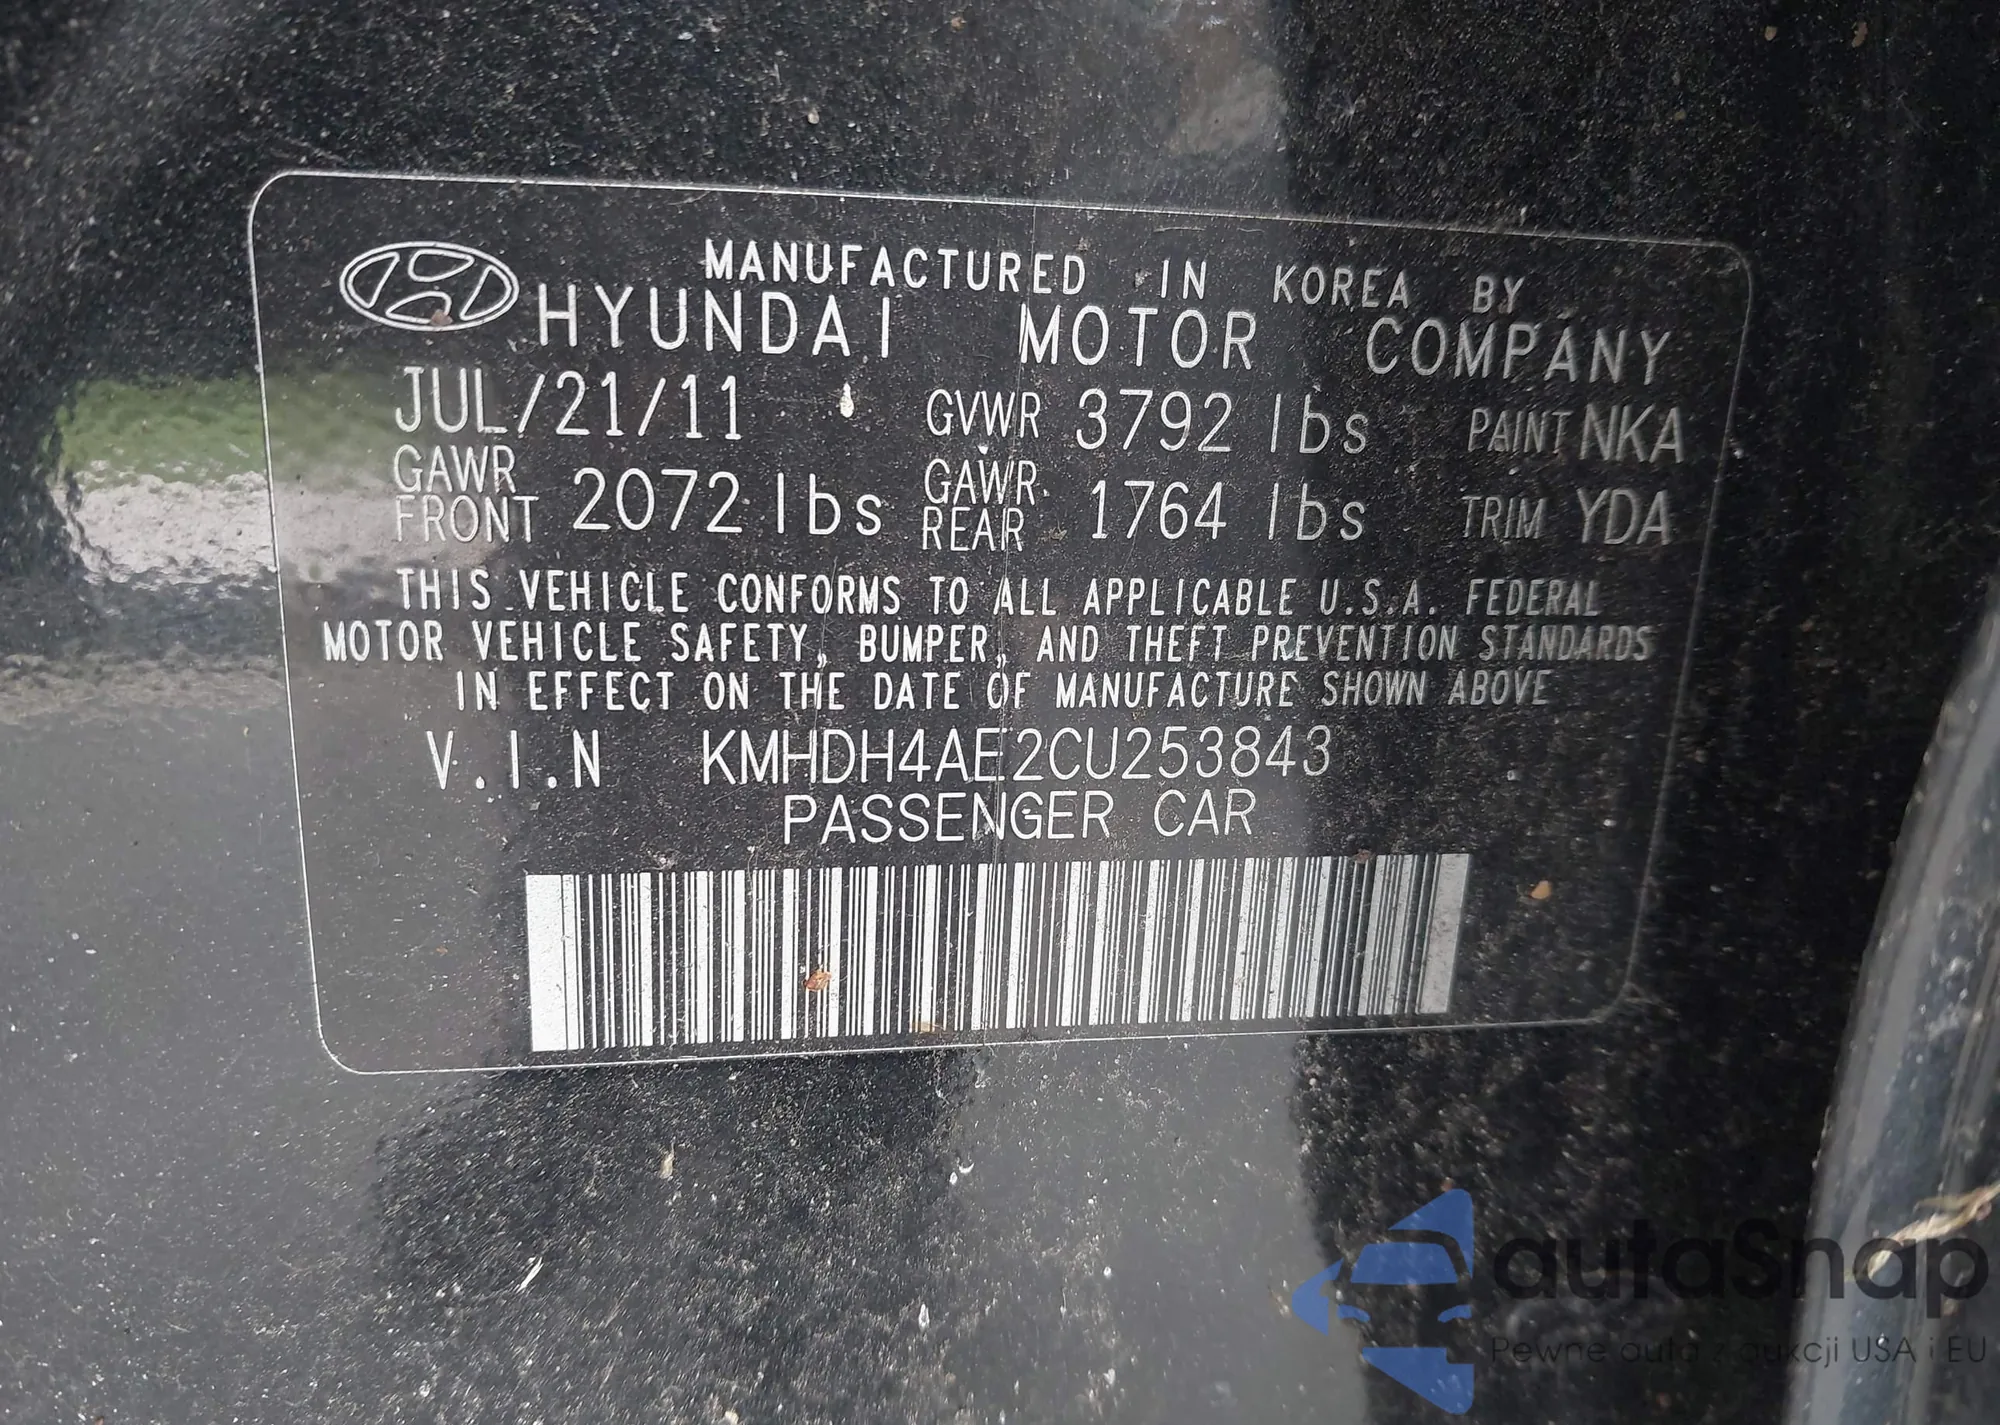 MANUFACTURED IN KOREA BY
HYUNDAI MOTOR COMPANY
JUL/21/11 GVWR 3792 lbs PAINT NKA
GAWR FRONT 2072 lbs GAWR REAR 1764 lbs TRIM YDA
THIS VEHICLE CONFORMS TO ALL APPLICABLE U.S.A. FEDERAL
MOTOR VEHICLE SAFETY, BUMPER, AND THEFT PREVENTION STANDARDS
IN EFFECT ON THE DATE OF MANUFACTURE SHOWN ABOVE
V.I.N KMHDH4AE2CU253843
PASSENGER CAR
autaSnap
Pewne auta z aukcji USA i EU